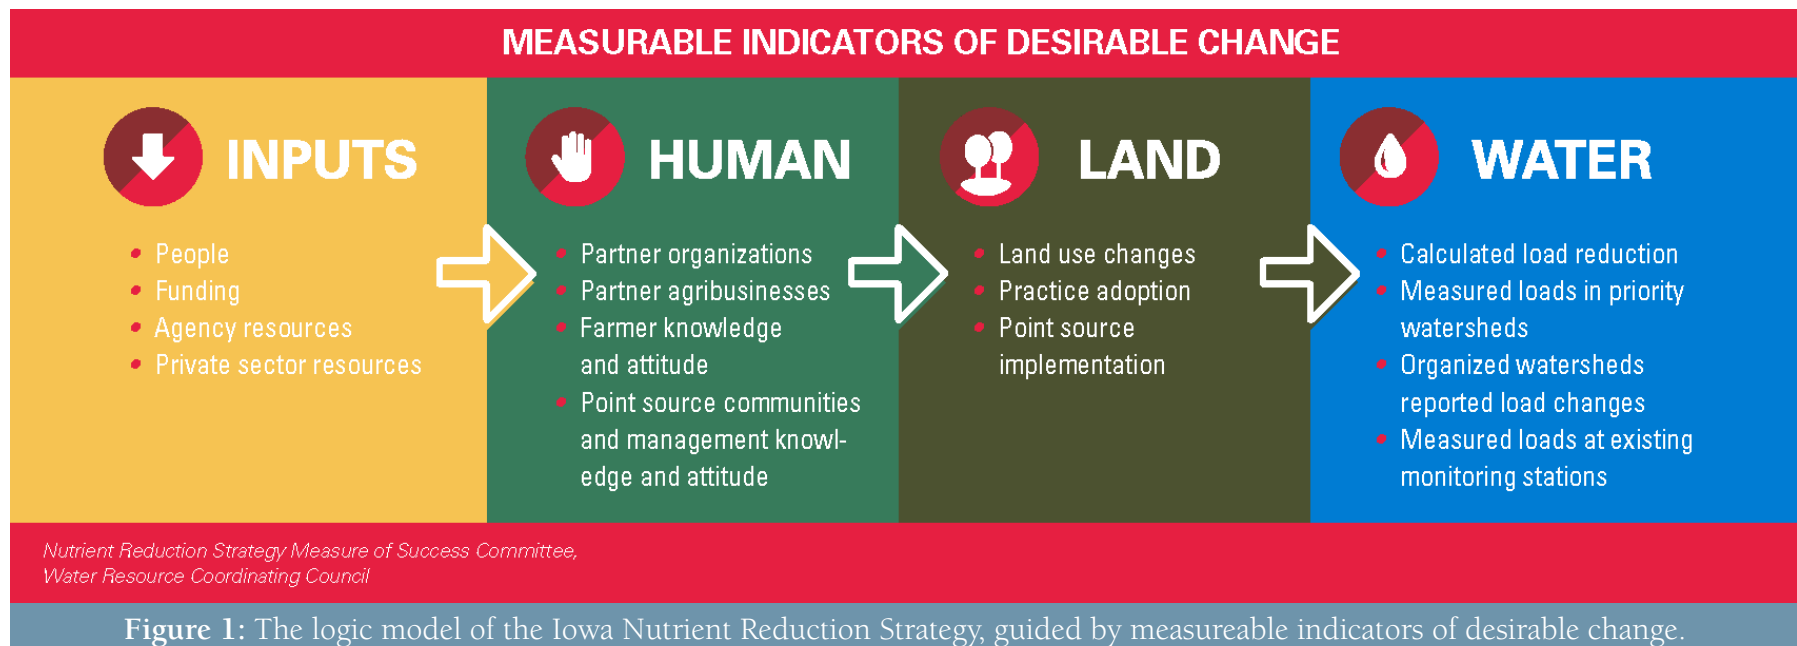 MEASURABLE INDICATORS OF DESIRABLE CHANGE
INPUTS
• People
• Funding
• Agency resources
• Private sector resources
HUMAN
• Partner organizations
• Partner agribusinesses
• Farmer knowledge
and attitude
• Point source communities
and management knowl-
edge and attitude
LAND
• Land use changes
• Practice adoption
• Point source
implementation
WATER
• Calculated load reduction
• Measured loads in priority
watersheds
• Organized watersheds
reported load changes
• Measured loads at existing
monitoring stations
Nutrient Reduction Strategy Measure of Success Committee,
Water Resource Coordinating Council
Figure 1: The logic model of the Iowa Nutrient Reduction Strategy, guided by measureable indicators of desirable change.